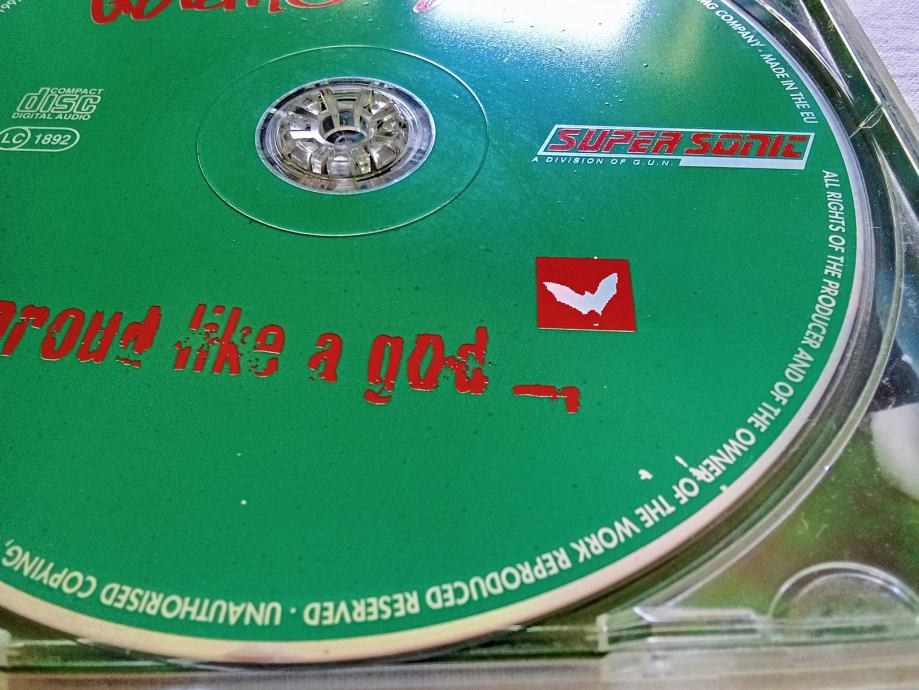 COMPACT
disc
DIGITAL AUDIO
LC 1892
SUPER SONIC
A DIVISION OF G.U.N.
proud like a god
COMPANY · MADE IN THE EU
ALL RIGHTS OF THE PRODUCER AND OF THE OWNER OF THE WORK REPRODUCED RESERVED · UNAUTHORISED COPYING,